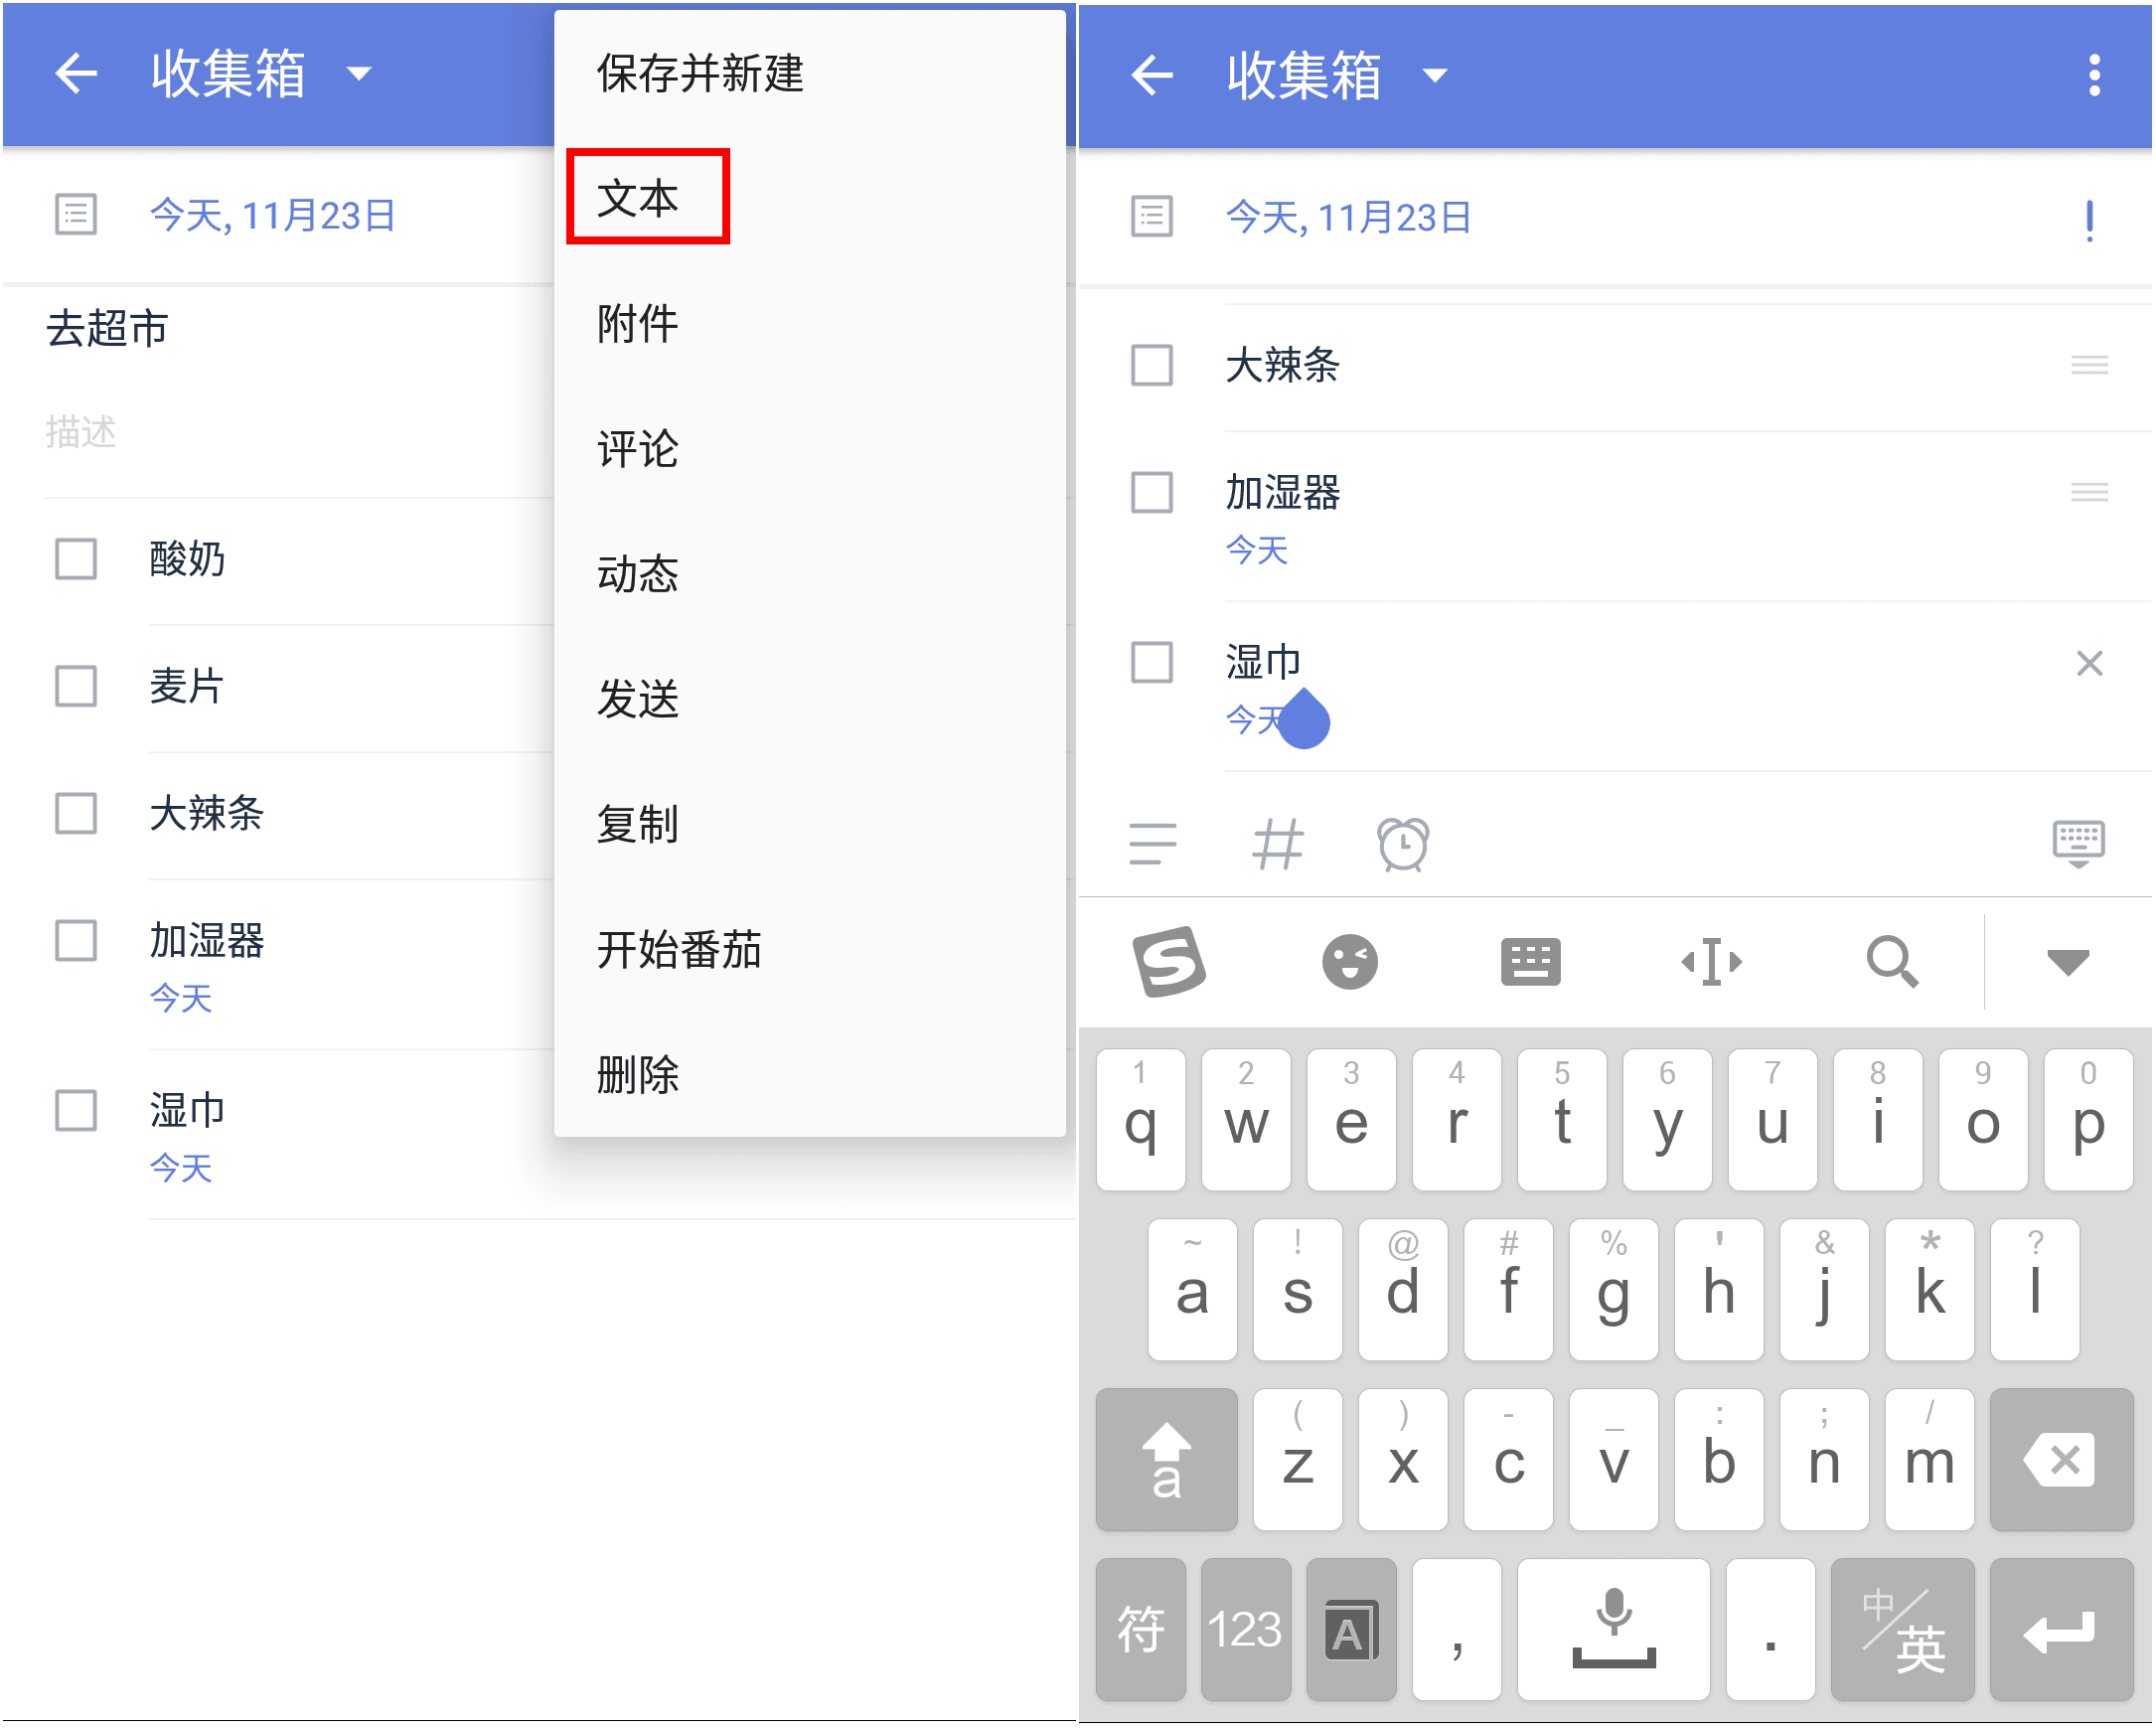 收集箱
今天, 11月23日
去超市
描述
酸奶
麦片
大辣条
加湿器
今天
湿巾
今天
保存并新建
文本
附件
评论
动态
发送
复制
开始番茄
删除
收集箱
今天, 11月23日
!
大辣条
加湿器
今天
湿巾
今天
#
1 2 3 4 5 6 7 8 9 0
q w e r t y u i o p
~ ! @ # % ' & * ?
a s d f g h j k l
( ) - _ : ; /
a z x c v b n m
符 123 A , . 中/英